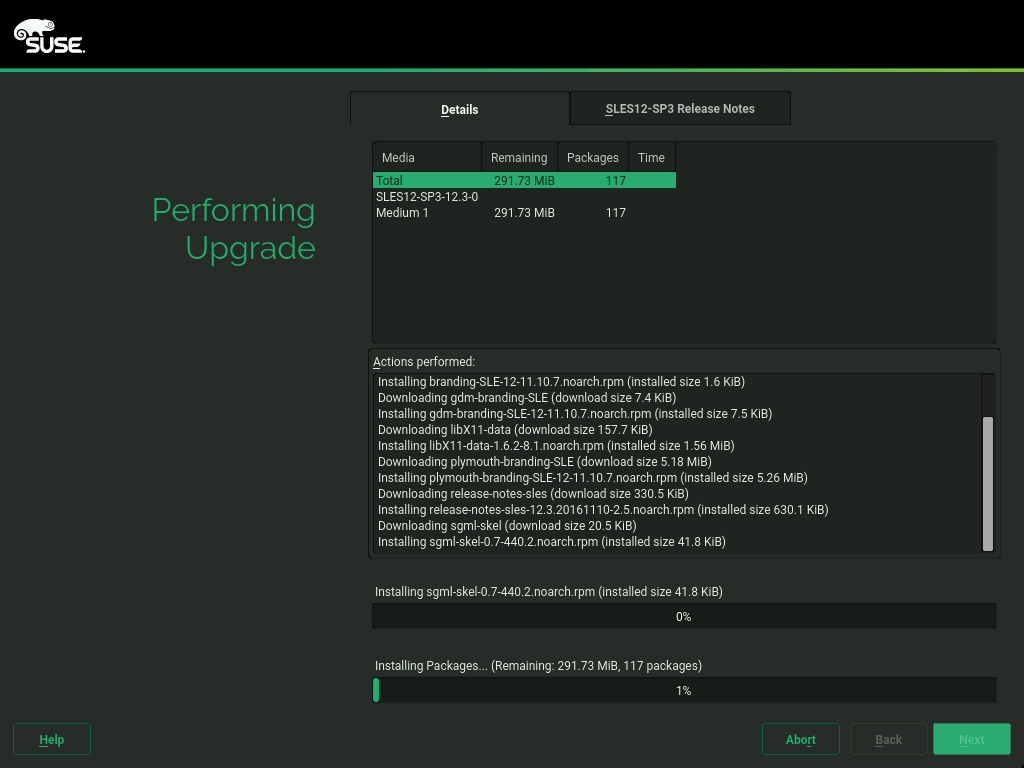 SUSE.
Details
SLES12-SP3 Release Notes
Performing
Upgrade
Media Remaining Packages Time
Total 291.73 MiB 117
SLES12-SP3-12.3-0
Medium 1 291.73 MiB 117
Actions performed:
Installing branding-SLE-12-11.10.7.noarch.rpm (installed size 1.6 KiB)
Downloading gdm-branding-SLE (download size 7.4 KiB)
Installing gdm-branding-SLE-12-11.10.7.noarch.rpm (installed size 7.5 KiB)
Downloading libX11-data (download size 157.7 KiB)
Installing libX11-data-1.6.2-8.1.noarch.rpm (installed size 1.56 MiB)
Downloading plymouth-branding-SLE (download size 5.18 MiB)
Installing plymouth-branding-SLE-12-11.10.7.noarch.rpm (installed size 5.26 MiB)
Downloading release-notes-sles (download size 330.5 KiB)
Installing release-notes-sles-12.3.20161110-2.5.noarch.rpm (installed size 630.1 KiB)
Downloading sgml-skel (download size 20.5 KiB)
Installing sgml-skel-0.7-440.2.noarch.rpm (installed size 41.8 KiB)
Installing sgml-skel-0.7-440.2.noarch.rpm (installed size 41.8 KiB)
0%
Installing Packages... (Remaining: 291.73 MiB, 117 packages)
1%
Help
Abort
Back
Next